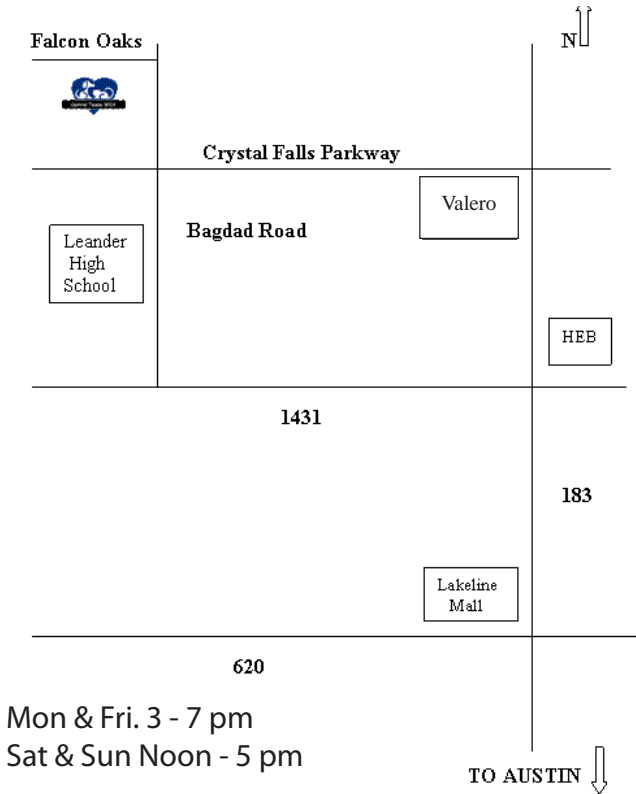 Falcon Oaks
N
Crystal Falls Parkway
Valero
Bagdad Road
Leander
High
School
HEB
1431
183
Lakeline
Mall
620
Mon & Fri. 3 - 7 pm
Sat & Sun Noon - 5 pm
TO AUSTIN